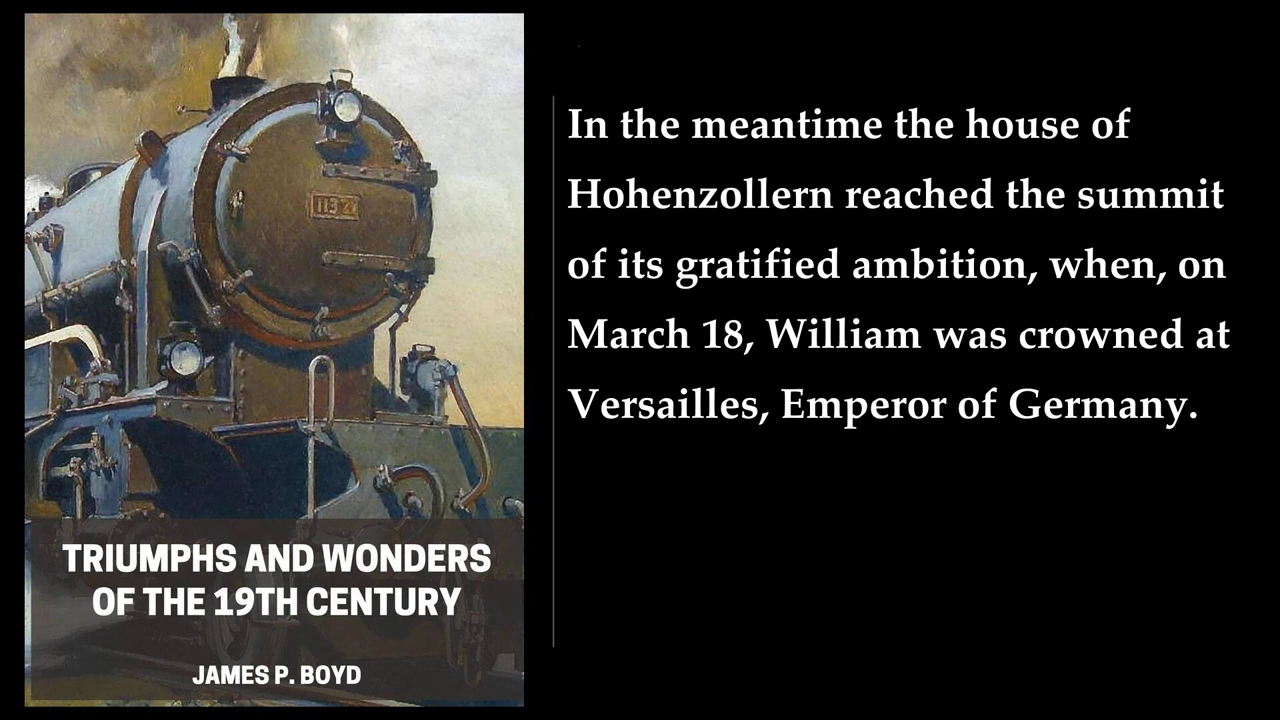 In the meantime the house of
Hohenzollern reached the summit
of its gratified ambition, when, on
March 18, William was crowned at
Versailles, Emperor of Germany.
TRIUMPHS AND WONDERS
OF THE 19TH CENTURY
JAMES P. BOYD